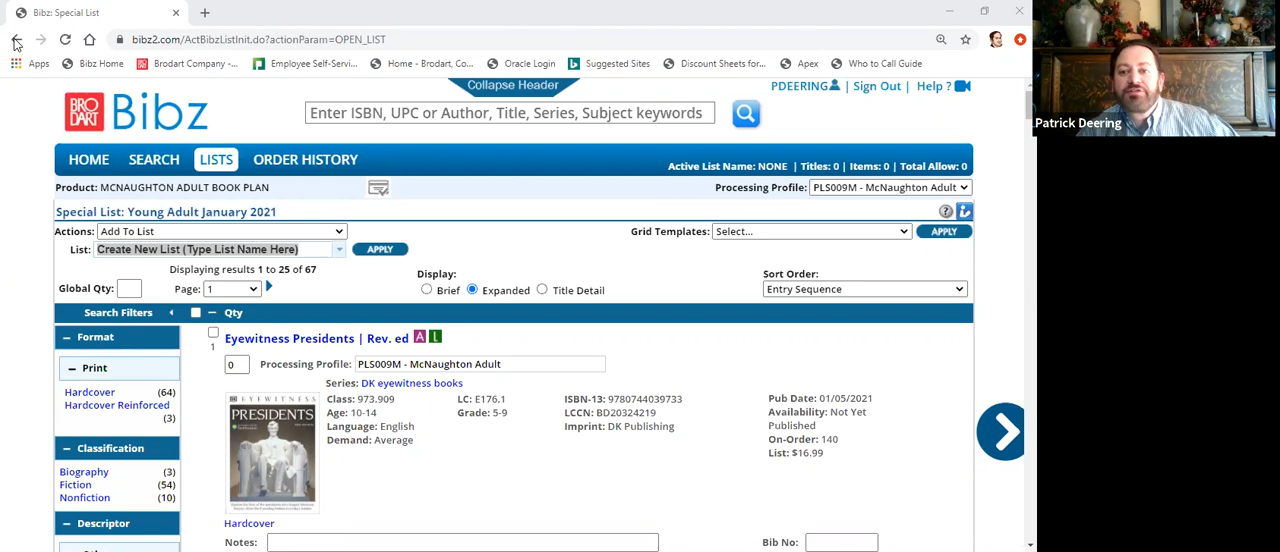 Bibz: Special List
bibz2.com/ActBibzListInit.do?actionParam=OPEN_LIST
Apps Bibz Home Brodart Company -... Employee Self-Servi... Home - Brodart, Co... Oracle Login Suggested Sites Discount Sheets for... Apex Who to Call Guide
Collapse Header
PDEERING | Sign Out | Help ?
Patrick Deering
BRO DART Bibz
Enter ISBN, UPC or Author, Title, Series, Subject keywords
HOME SEARCH LISTS ORDER HISTORY
Active List Name: NONE | Titles: 0 | Items: 0 | Total Allow: 0
Product: MCNAUGHTON ADULT BOOK PLAN
Processing Profile: PLS009M - McNaughton Adult
Special List: Young Adult January 2021
Actions: Add To List
Grid Templates: Select... APPLY
List: Create New List (Type List Name Here) APPLY
Displaying results 1 to 25 of 67
Global Qty: Page: 1
Display:
Brief Expanded Title Detail
Sort Order:
Entry Sequence
Search Filters
Qty
Format
Print
Hardcover (64)
Hardcover Reinforced
(3)
Classification
Biography (3)
Fiction (54)
Nonfiction (10)
Descriptor
1
Eyewitness Presidents | Rev. ed A L
0 Processing Profile: PLS009M - McNaughton Adult
Series: DK eyewitness books
Class: 973.909
Age: 10-14
Language: English
Demand: Average
LC: E176.1
Grade: 5-9
ISBN-13: 9780744039733
LCCN: BD20324219
Imprint: DK Publishing
Pub Date: 01/05/2021
Availability: Not Yet
Published
On-Order: 140
List: $16.99
EYEWITNESS
PRESIDENTS
Hardcover
Notes:
Bib No: